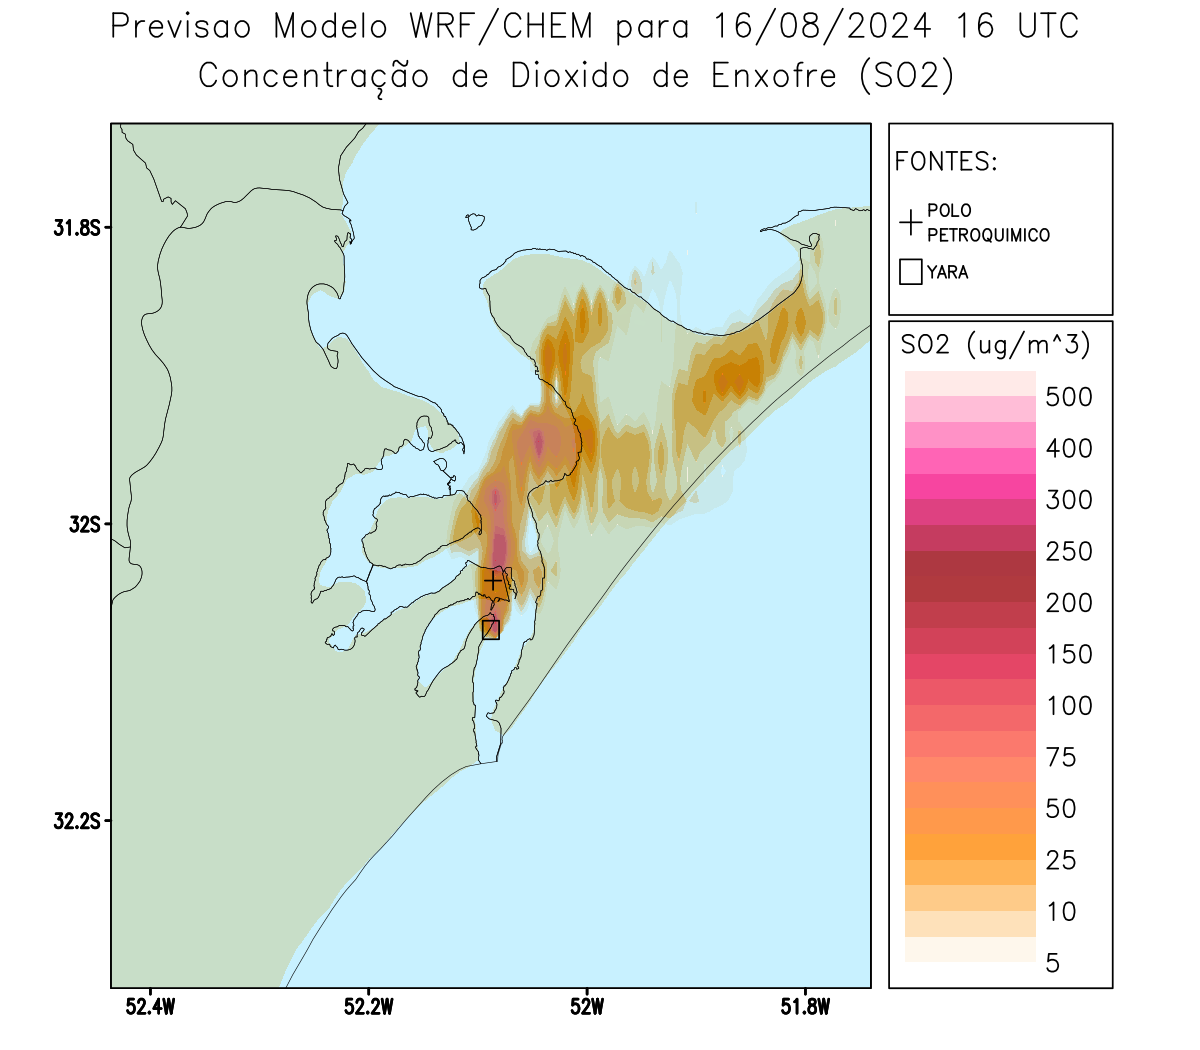 Previsao Modelo WRF/CHEM para 16/08/2024 16 UTC
Concentração de Dioxido de Enxofre (SO2)
FONTES:
POLO
PETROQUIMICO
YARA
SO2 (ug/m^3)
500
400
300
250
200
150
100
75
50
25
10
5
31.8S
32S
32.2S
52.4W
52.2W
52W
51.8W